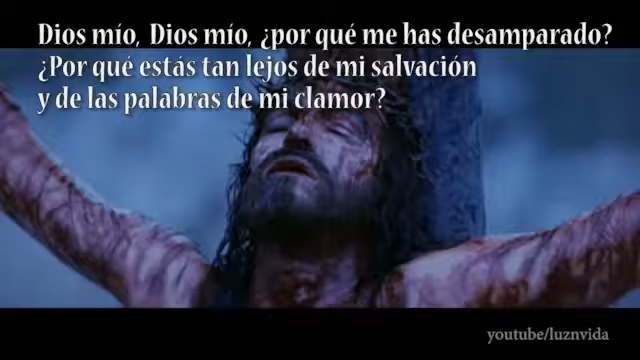 Dios mío, Dios mío, ¿por qué me has desamparado?
¿Por qué estás tan lejos de mi salvación
y de las palabras de mi clamor?
youtube/luznvida